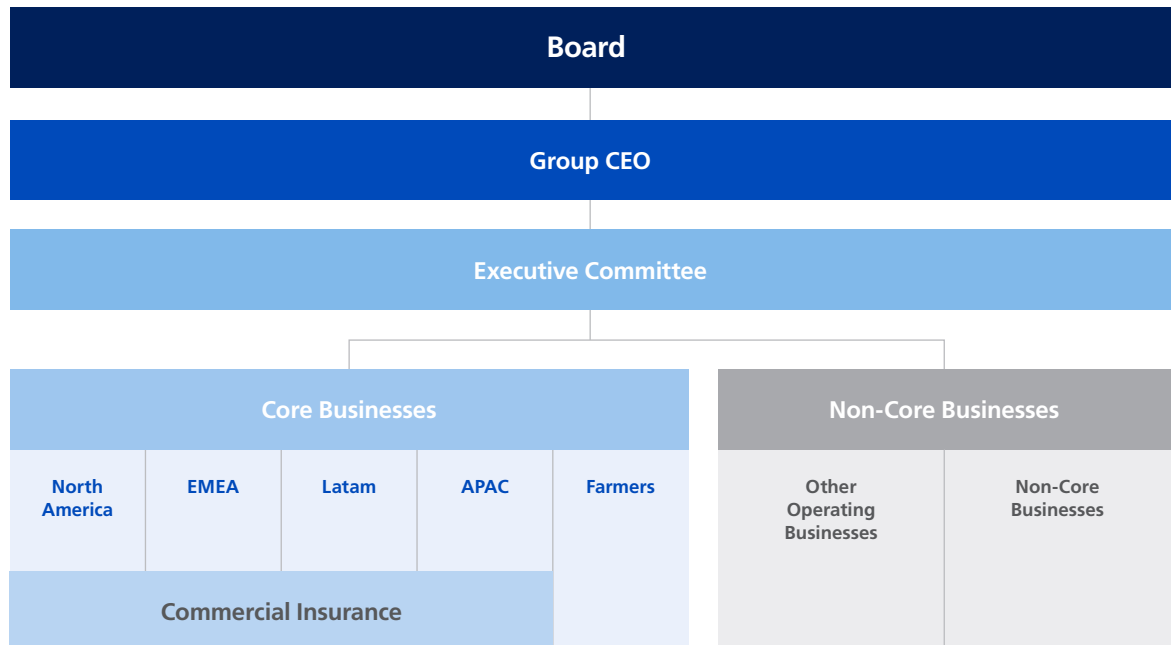 Board
Group CEO
Executive Committee
Core Businesses
Non-Core Businesses
North
America
EMEA
Latam
APAC
Farmers
Other
Operating
Businesses
Non-Core
Businesses
Commercial Insurance